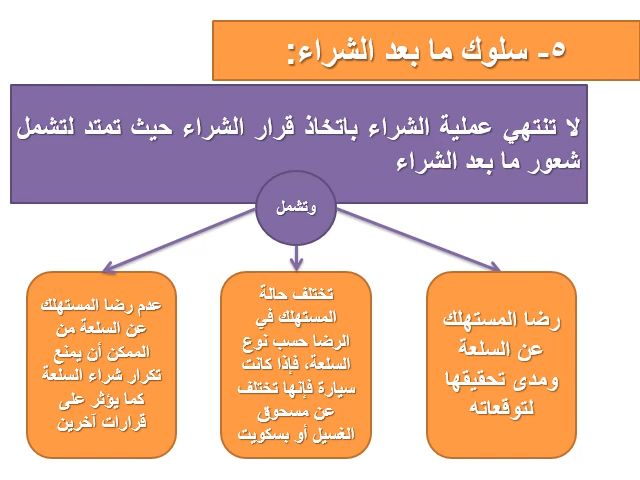 ٥- سلوك ما بعد الشراء:
لا تنتهي عملية الشراء باتخاذ قرار الشراء حيث تمتد لتشمل
شعور ما بعد الشراء
وتشمل
رضا المستهلك
عن السلعة
ومدى تحقيقها
لتوقعاته
تختلف حالة
المستهلك في
الرضا حسب نوع
السلعة، فإذا كانت
سيارة فإنها تختلف
عن مسحوق
الغسيل أو بسكويت
عدم رضا المستهلك
عن السلعة من
الممكن أن يمنع
تكرار شراء السلعة
كما يؤثر على
قرارات آخرين